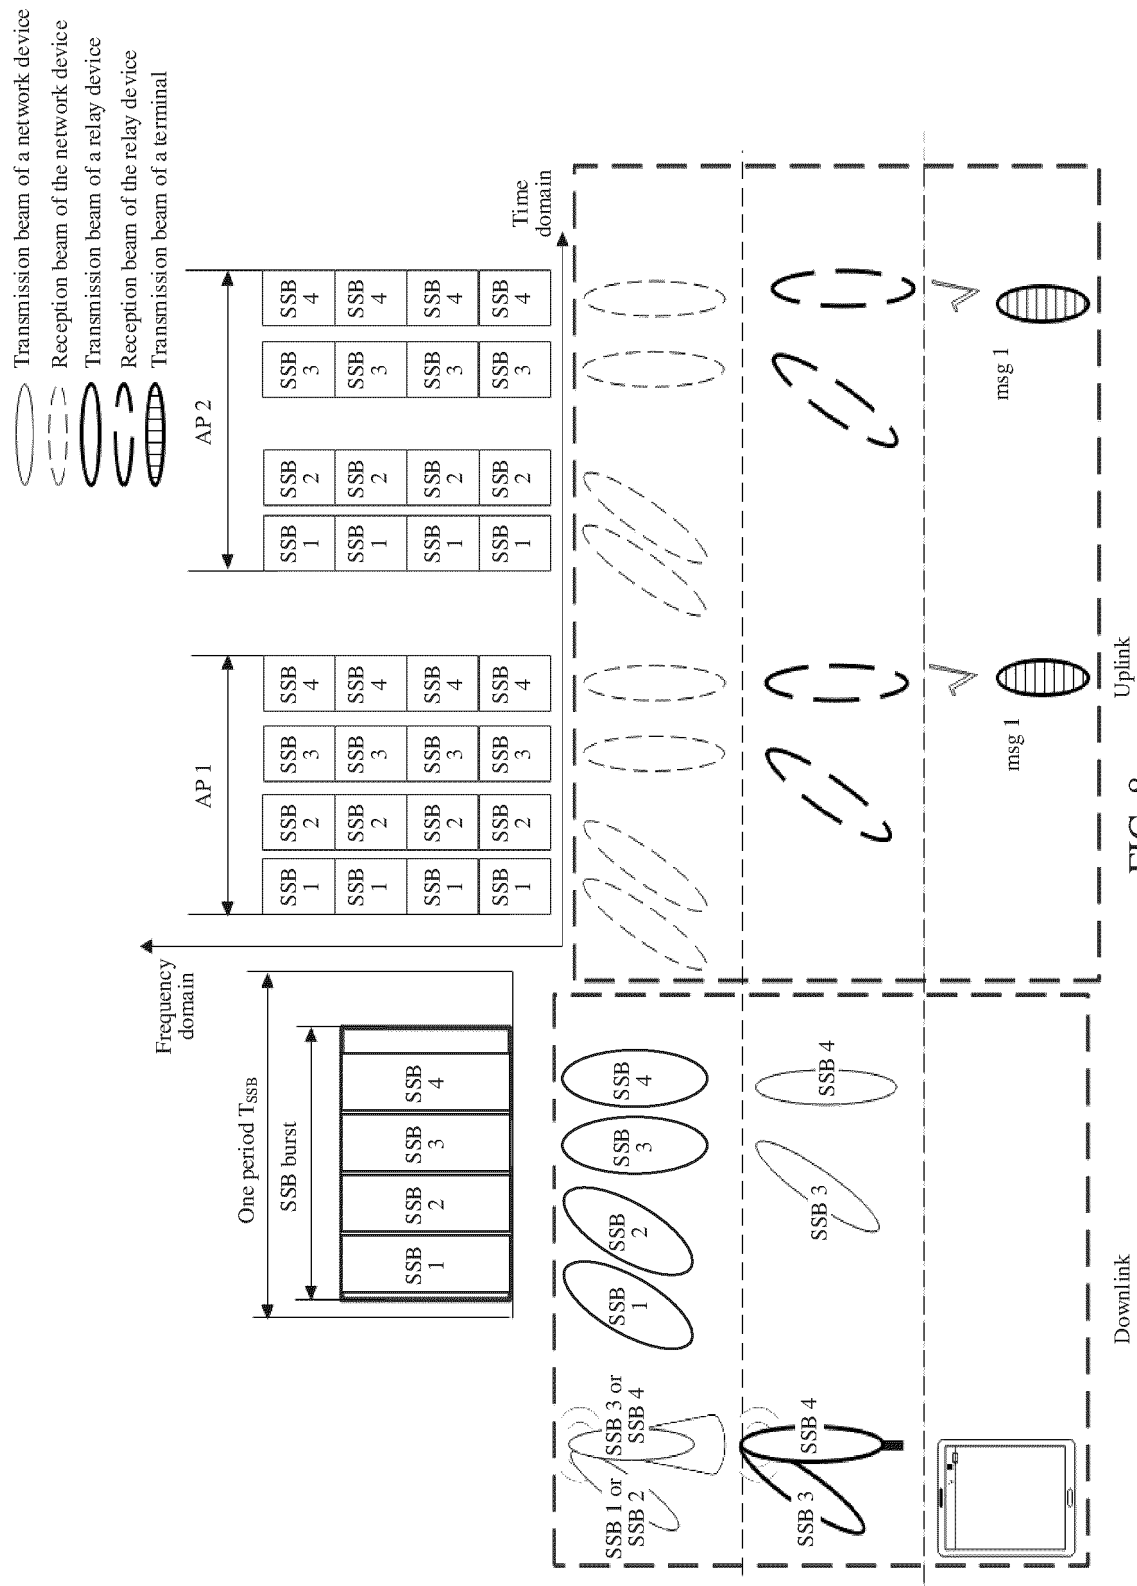 Transmission beam of a network device
Reception beam of the network device
Transmission beam of a relay device
Reception beam of the relay device
Transmission beam of a terminal
Frequency domain
One period TSSB
SSB burst
SSB 1
SSB 2
SSB 3
SSB 4
AP 1
SSB 1
SSB 2
SSB 3
SSB 4
SSB 1
SSB 2
SSB 3
SSB 4
SSB 1
SSB 2
SSB 3
SSB 4
SSB 1
SSB 2
SSB 3
SSB 4
AP 2
SSB 1
SSB 2
SSB 3
SSB 4
SSB 1
SSB 2
SSB 3
SSB 4
SSB 1
SSB 2
SSB 3
SSB 4
SSB 1
SSB 2
SSB 3
SSB 4
Time domain
SSB 1 or SSB 2
SSB 3 or SSB 4
SSB 1
SSB 2
SSB 3
SSB 4
SSB 3
SSB 4
SSB 3
SSB 4
msg 1
msg 1
Downlink
Uplink